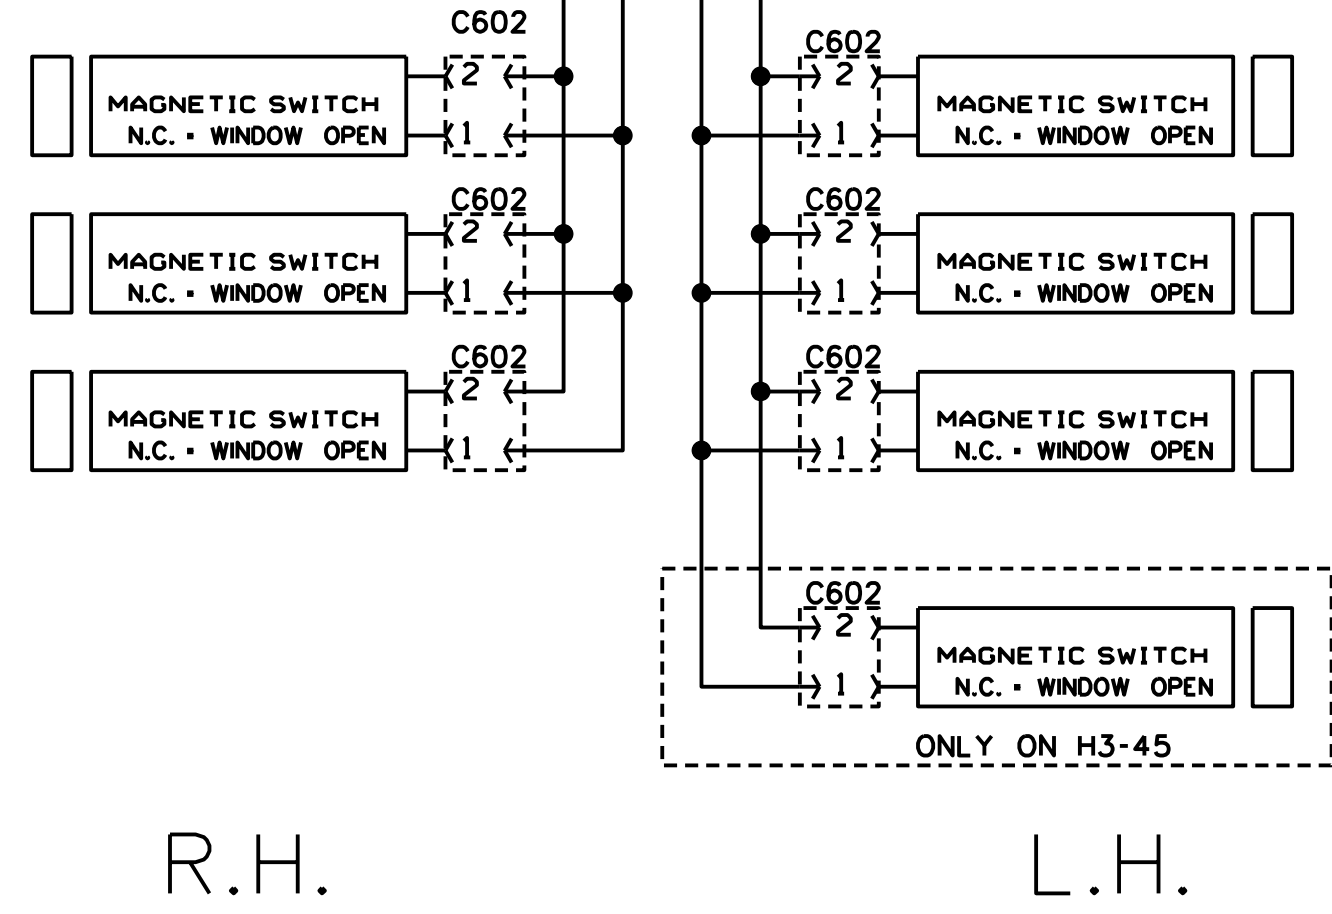 C602
2
MAGNETIC SWITCH
1
N.C. - WINDOW OPEN
C602
2
MAGNETIC SWITCH
1
N.C. - WINDOW OPEN
C602
2
MAGNETIC SWITCH
1
N.C. - WINDOW OPEN
R.H.
C602
2
MAGNETIC SWITCH
1
N.C. - WINDOW OPEN
C602
2
MAGNETIC SWITCH
1
N.C. - WINDOW OPEN
C602
2
MAGNETIC SWITCH
1
N.C. - WINDOW OPEN
C602
2
MAGNETIC SWITCH
1
N.C. - WINDOW OPEN
ONLY ON H3-45
L.H.